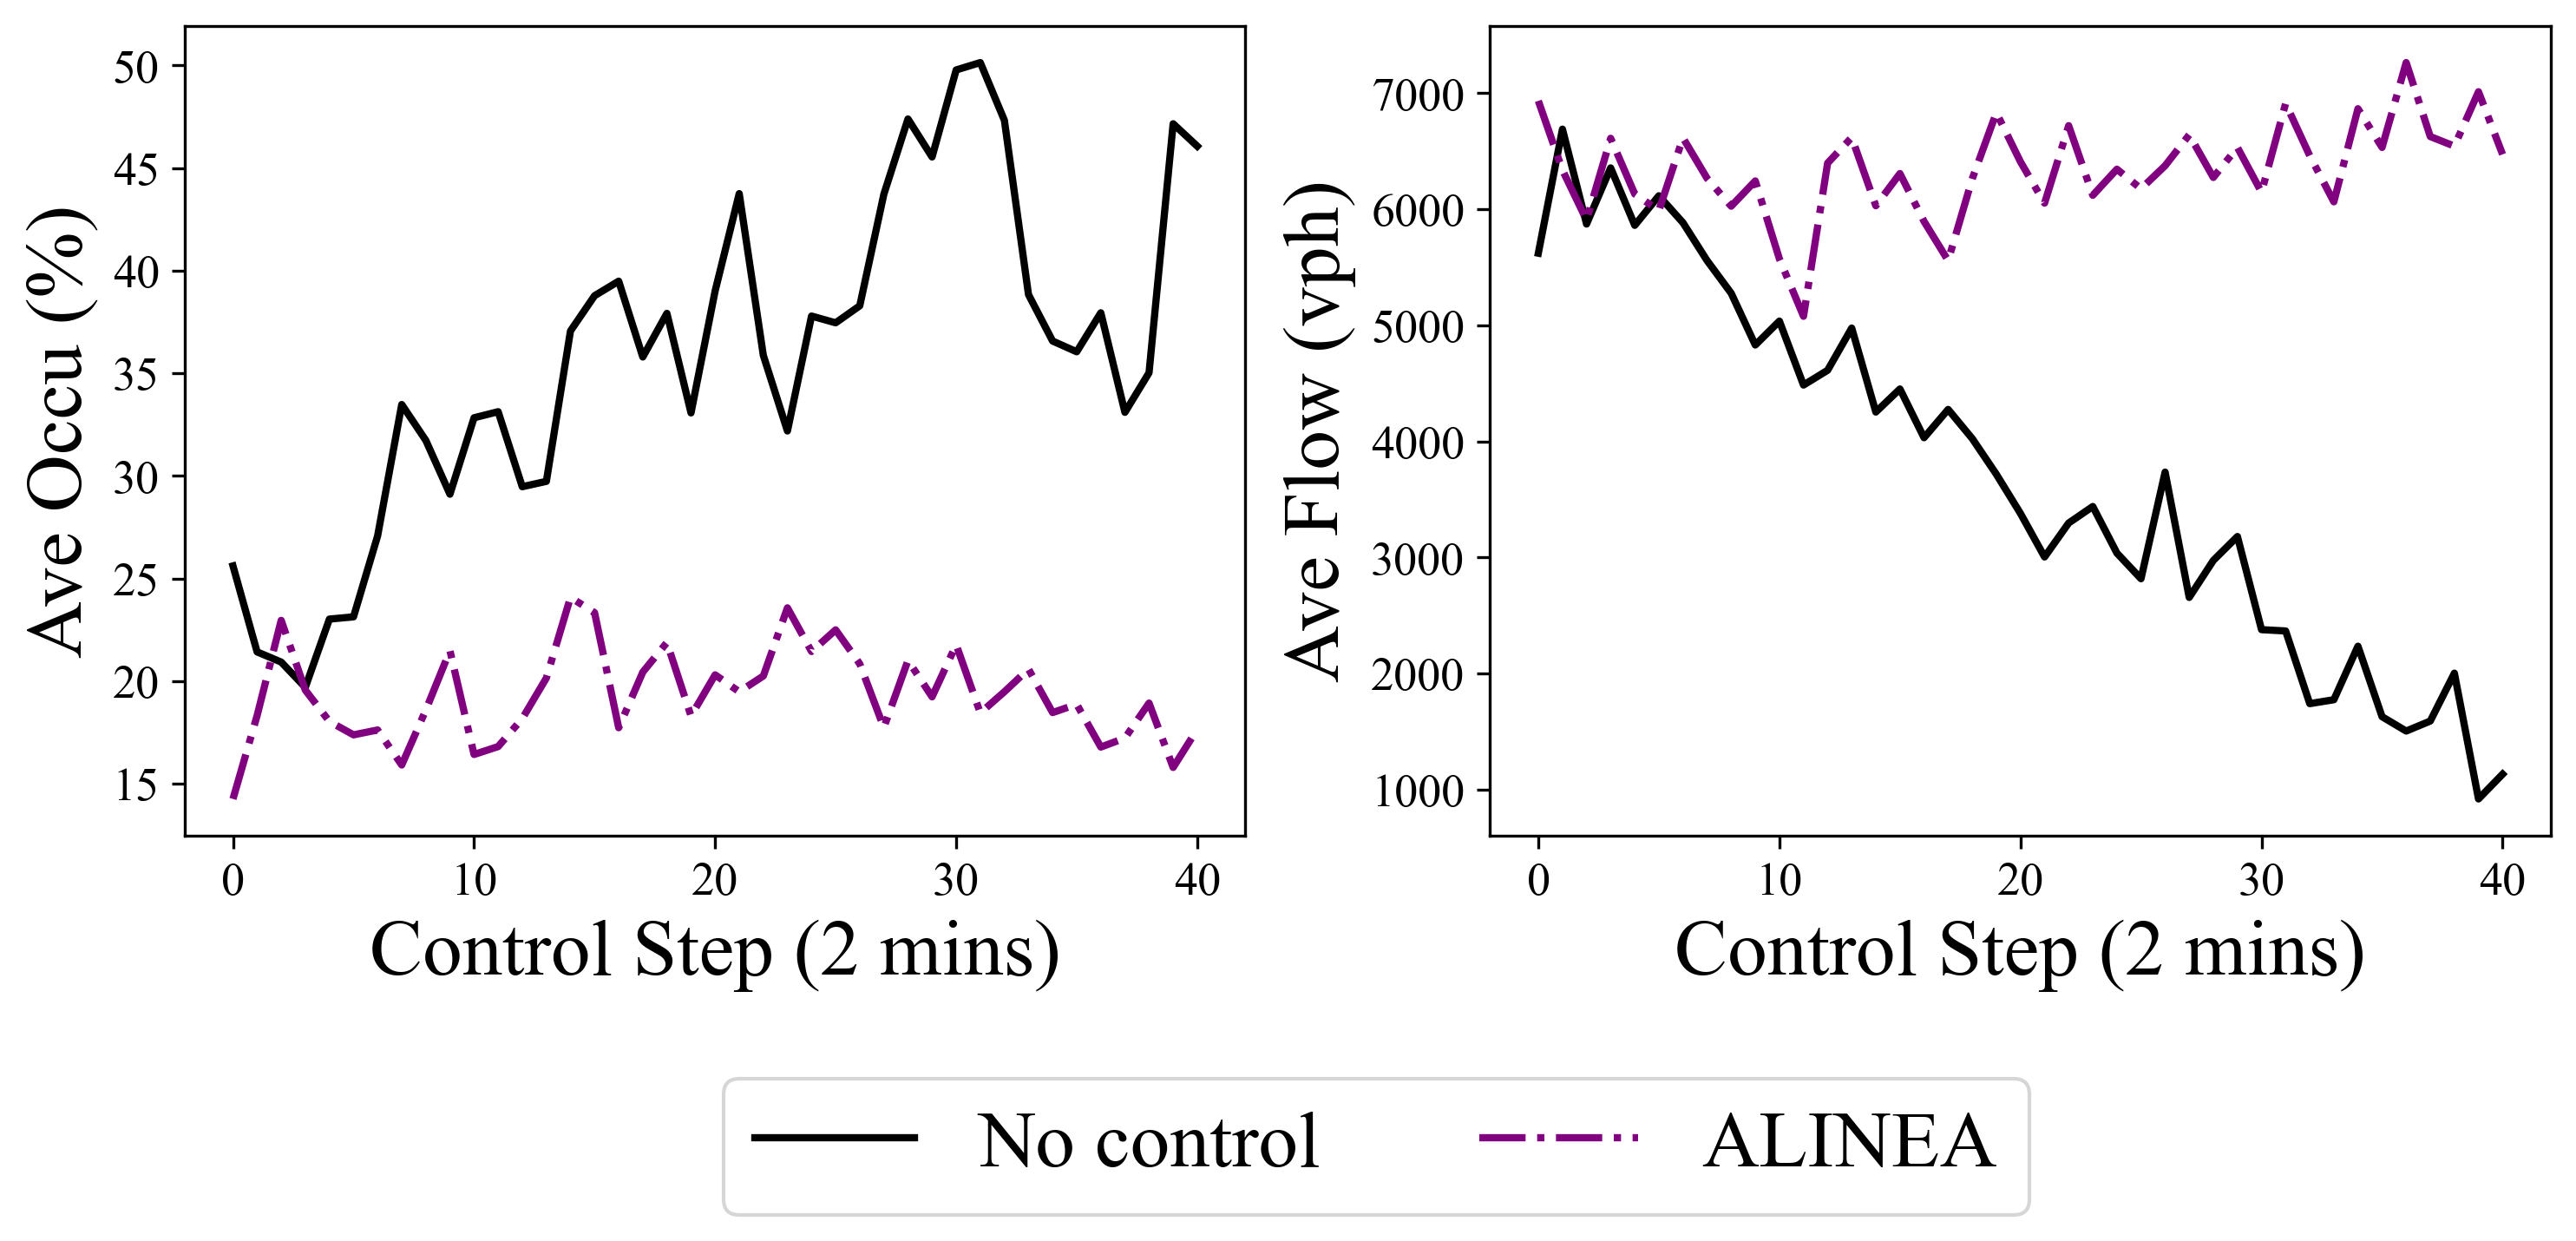 Ave Occu (%)
50
45
40
35
30
25
20
15
0 10 20 30 40
Control Step (2 mins)
Ave Flow (vph)
7000
6000
5000
4000
3000
2000
1000
0 10 20 30 40
Control Step (2 mins)
No control ALINEA